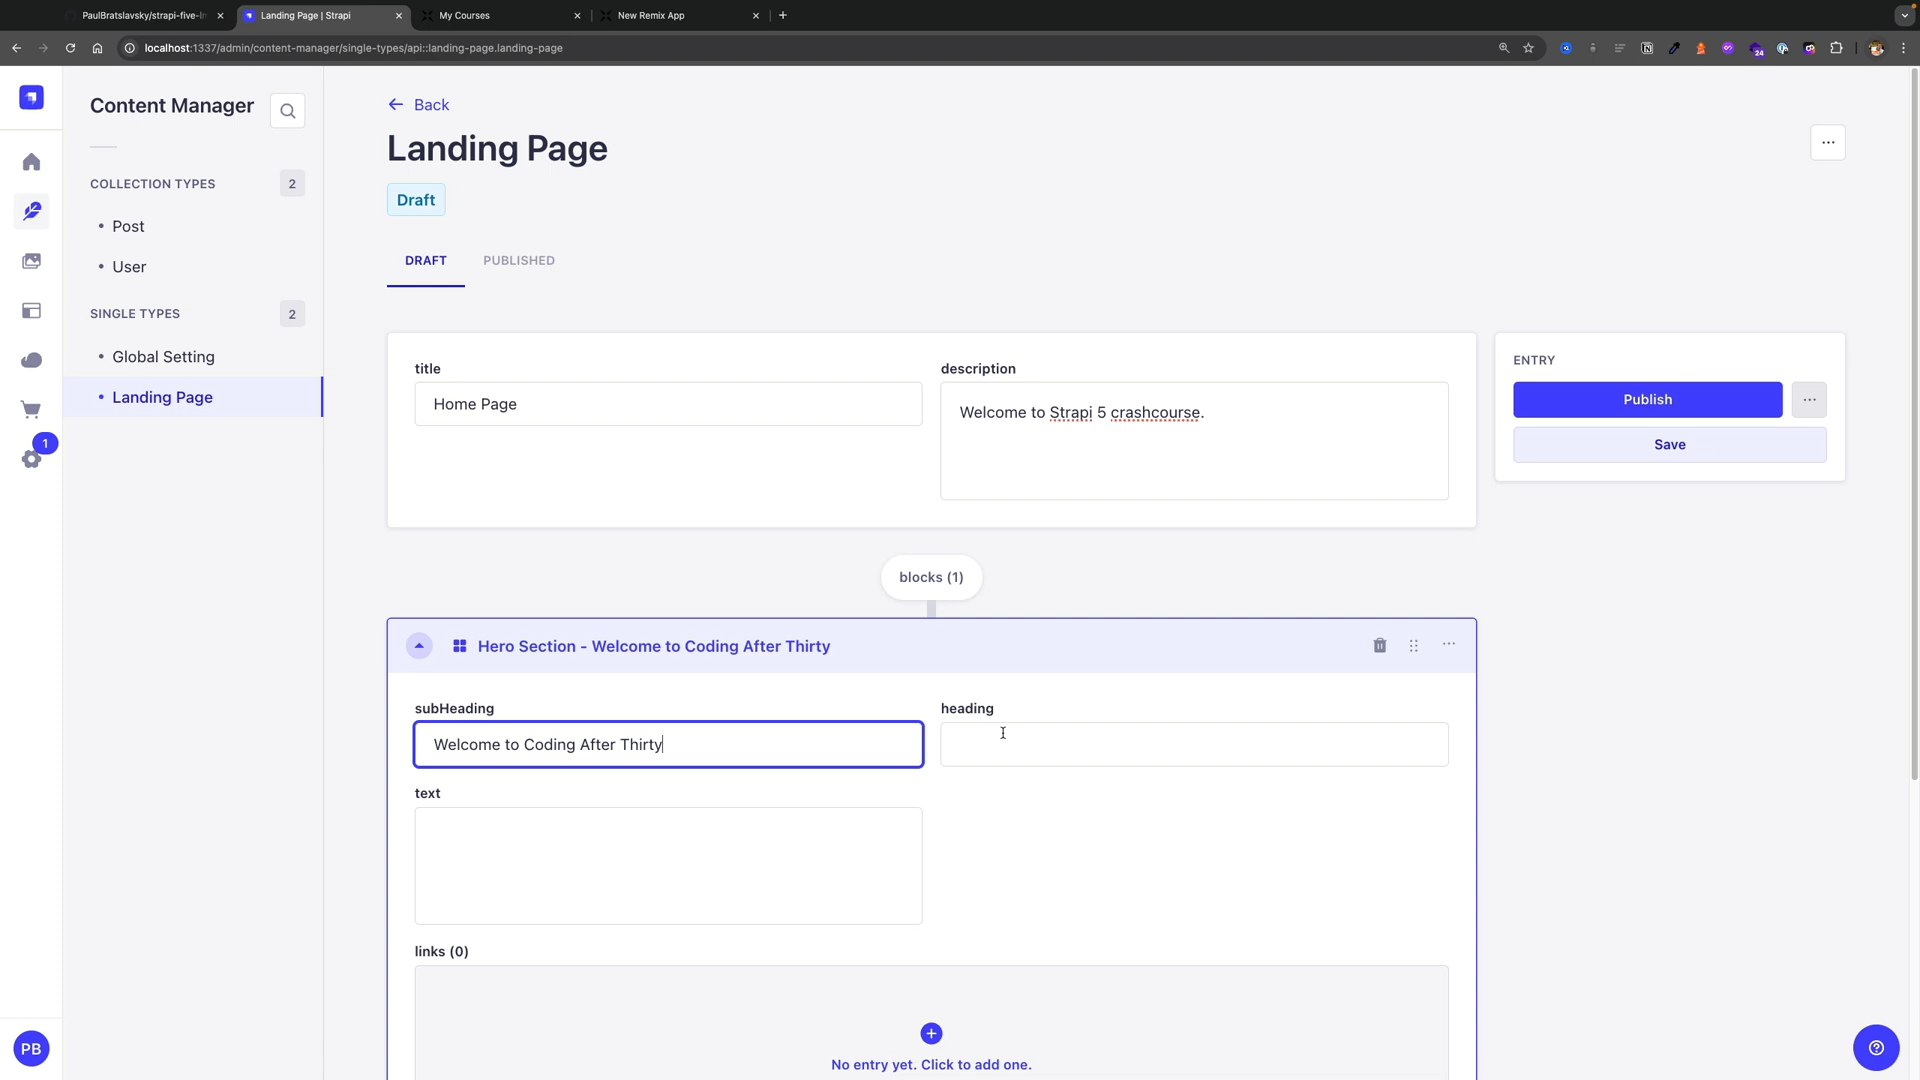 PaulBratslavsky/strapi-five-In
Landing Page | Strapi
My Courses
New Remix App
localhost:1337/admin/content-manager/single-types/api::landing-page.landing-page
24
Content Manager
COLLECTION TYPES 2
Post
User
SINGLE TYPES 2
Global Setting
Landing Page
1
PB
Back
Landing Page
Draft
DRAFT PUBLISHED
title
Home Page
description
Welcome to Strapi 5 crashcourse.
ENTRY
Publish
Save
blocks (1)
Hero Section - Welcome to Coding After Thirty
subHeading
Welcome to Coding After Thirty
heading
text
links (0)
No entry yet. Click to add one.